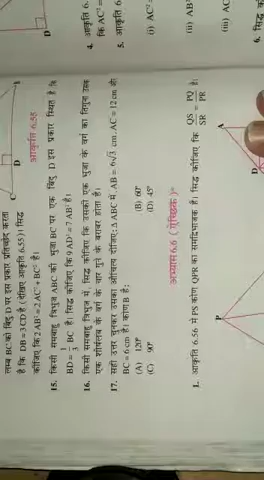 लम्ब BC को बिंदु D पर इस प्रकार प्रतिच्छेद करता
है कि DB = 3 CD है (देखिए आकृति 6.55)। सिद्ध
कीजिए कि 2 AB² = 2 AC² + BC² है।
C
D
आकृति 6.55
15. किसी समबाहु त्रिभुज ABC की भुजा BC पर एक बिंदु D इस प्रकार स्थित है कि
BD = 1/3 BC है। सिद्ध कीजिए कि 9 AD² = 7 AB² है।
16. किसी समबाहु त्रिभुज में, सिद्ध कीजिए कि उसकी एक भुजा के वर्ग का तिगुना उसके
एक शीर्षलंब के वर्ग के चार गुने के बराबर होता है।
17. सही उत्तर चुनकर उसका औचित्य दीजिए: Δ ABC में, AB = 6√3 cm, AC = 12 cm और
BC = 6 cm है। कोण B है:
(A) 120° (B) 60°
(C) 90° (D) 45°
अभ्यास 6.6 (ऐच्छिक)*
1. आकृति 6.56 में PS कोण QPR का समद्विभाजक है। सिद्ध कीजिए कि QS/SR = PQ/PR है।
P
A
D
D
4. आकृति 6.
कि AC² =
5. आकृति 6
(i) AC² =
(ii) AB²
(iii) AC
6. सिद्ध क